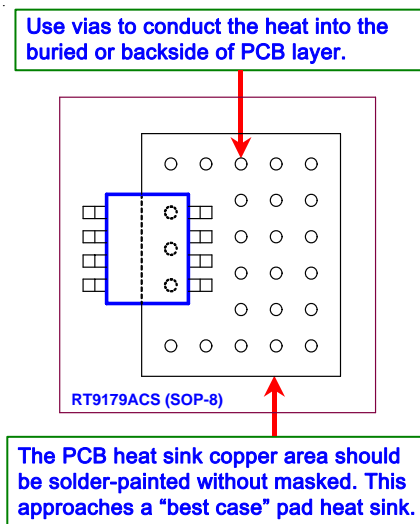 Use vias to conduct the heat into the
buried or backside of PCB layer.
RT9179ACS (SOP-8)
The PCB heat sink copper area should
be solder-painted without masked. This
approaches a “best case” pad heat sink.